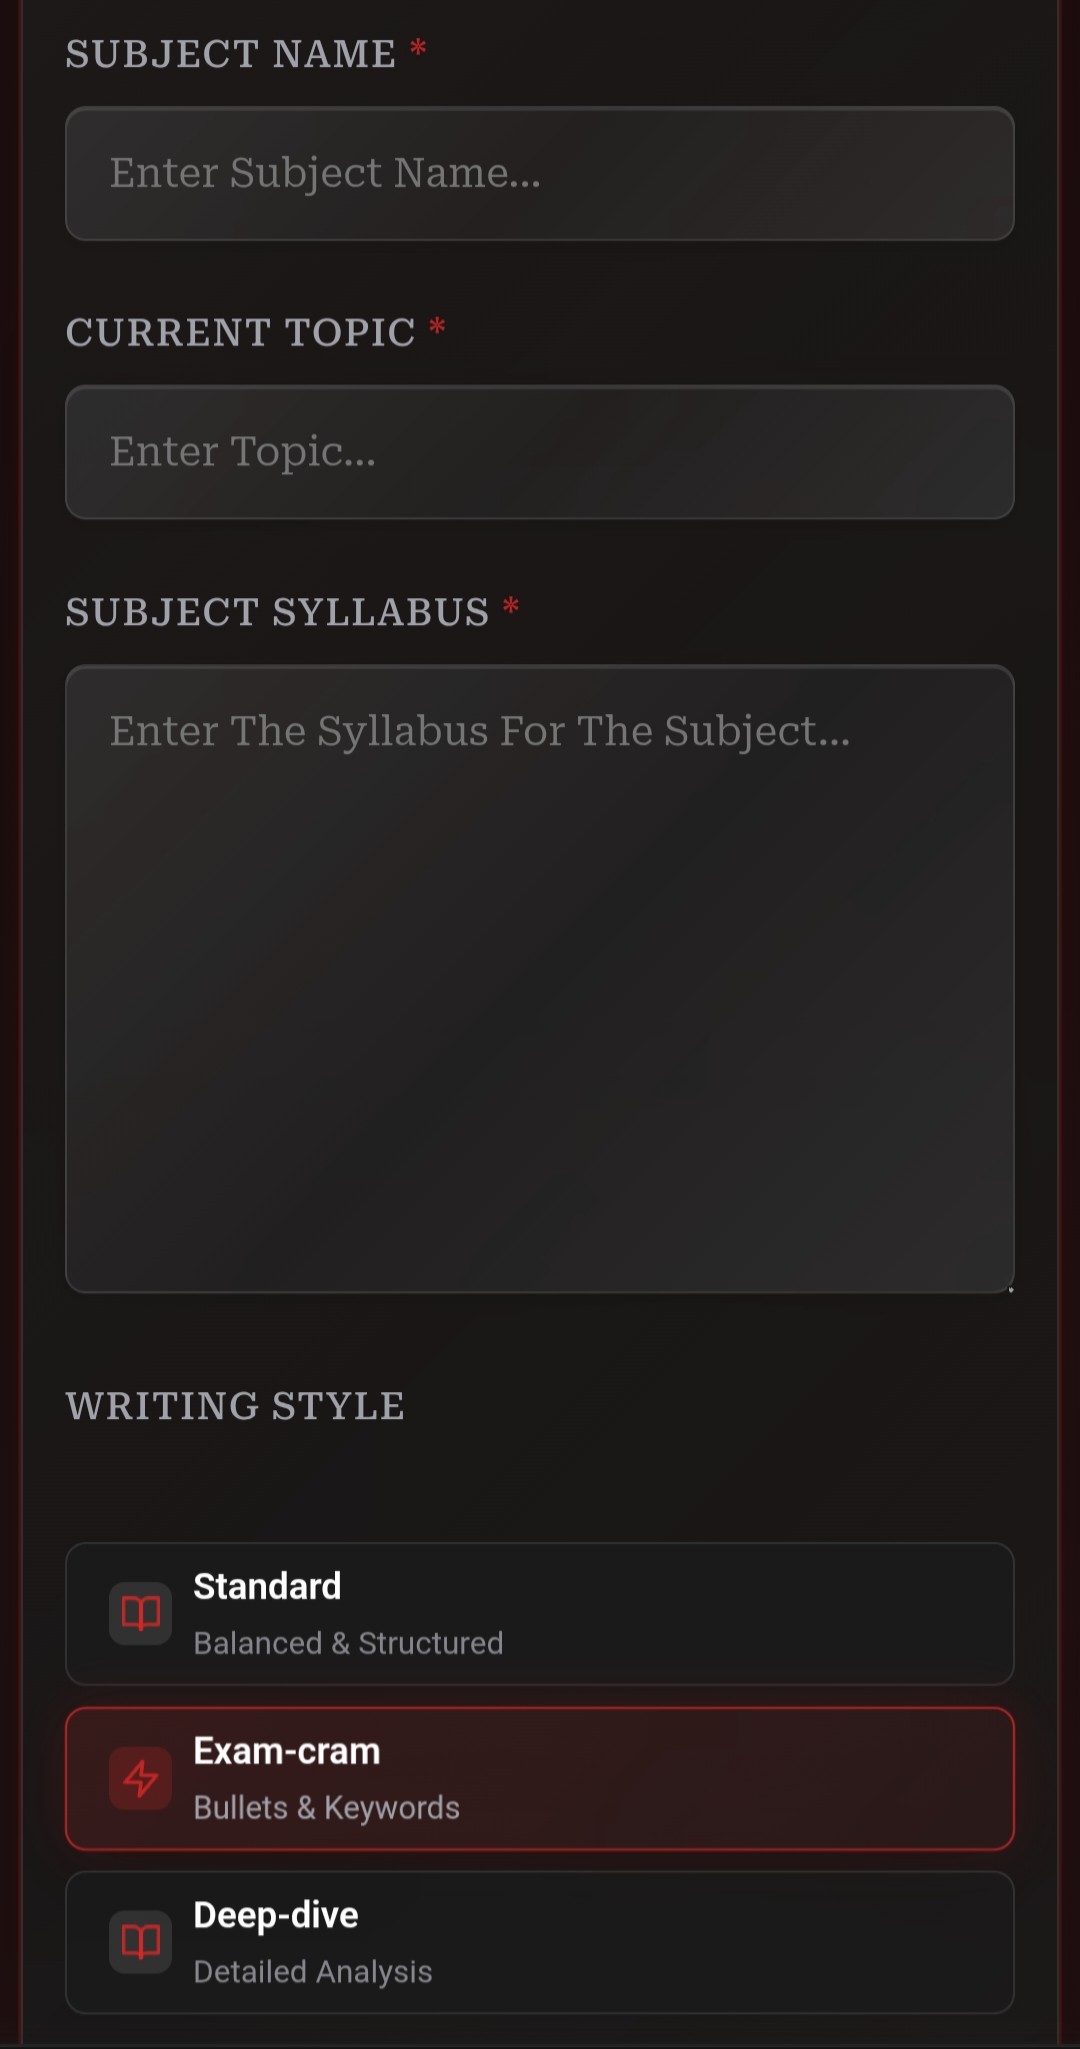 SUBJECT NAME *
Enter Subject Name...
CURRENT TOPIC *
Enter Topic...
SUBJECT SYLLABUS *
Enter The Syllabus For The Subject...
WRITING STYLE
Standard
Balanced & Structured
Exam-cram
Bullets & Keywords
Deep-dive
Detailed Analysis